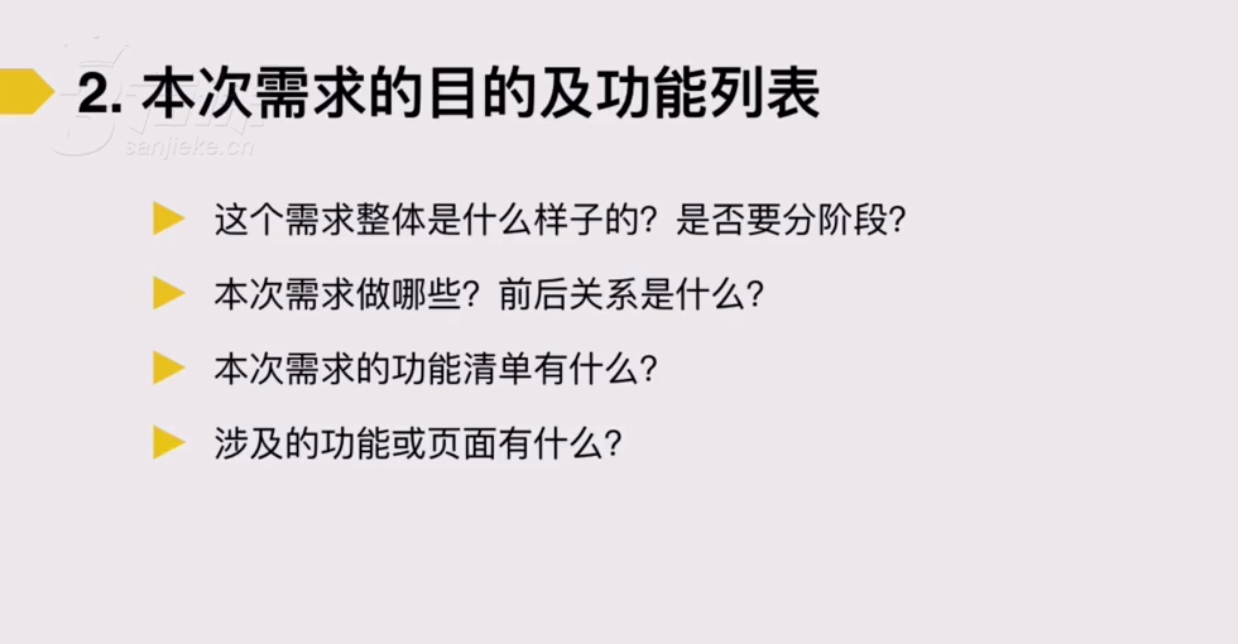 2. 本次需求的目的及功能列表
sanjieke.cn
这个需求整体是什么样子的？是否要分阶段？
本次需求做哪些？前后关系是什么？
本次需求的功能清单有什么？
涉及的功能或页面有什么？